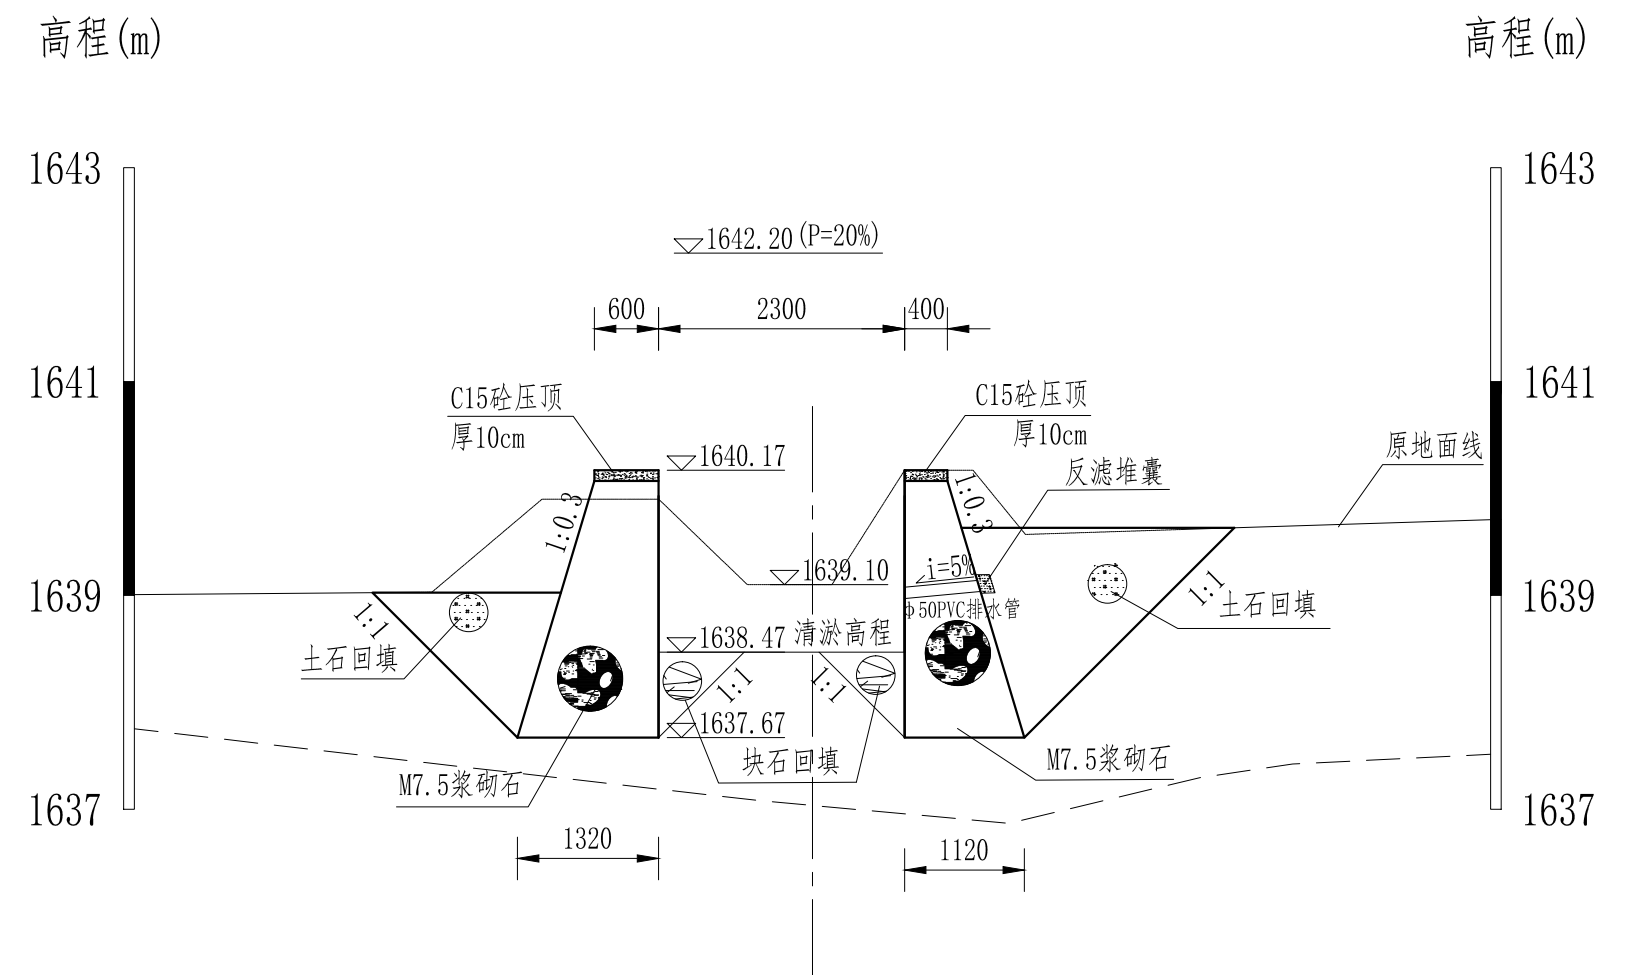 高程(m)
高程(m)
1643
1643
1642.20(P=20%)
600
2300
400
1641
1641
C15砼压顶
厚10cm
C15砼压顶
厚10cm
1640.17
原地面线
反滤堆囊
1:0.3
1:0.3
1639.10
i=5%
ф50PVC排水管
1639
1639
1:1
土石回填
1:1
土石回填
1638.47
清淤高程
1:1
1:1
1637.67
块石回填
M7.5浆砌石
M7.5浆砌石
1637
1637
1320
1120